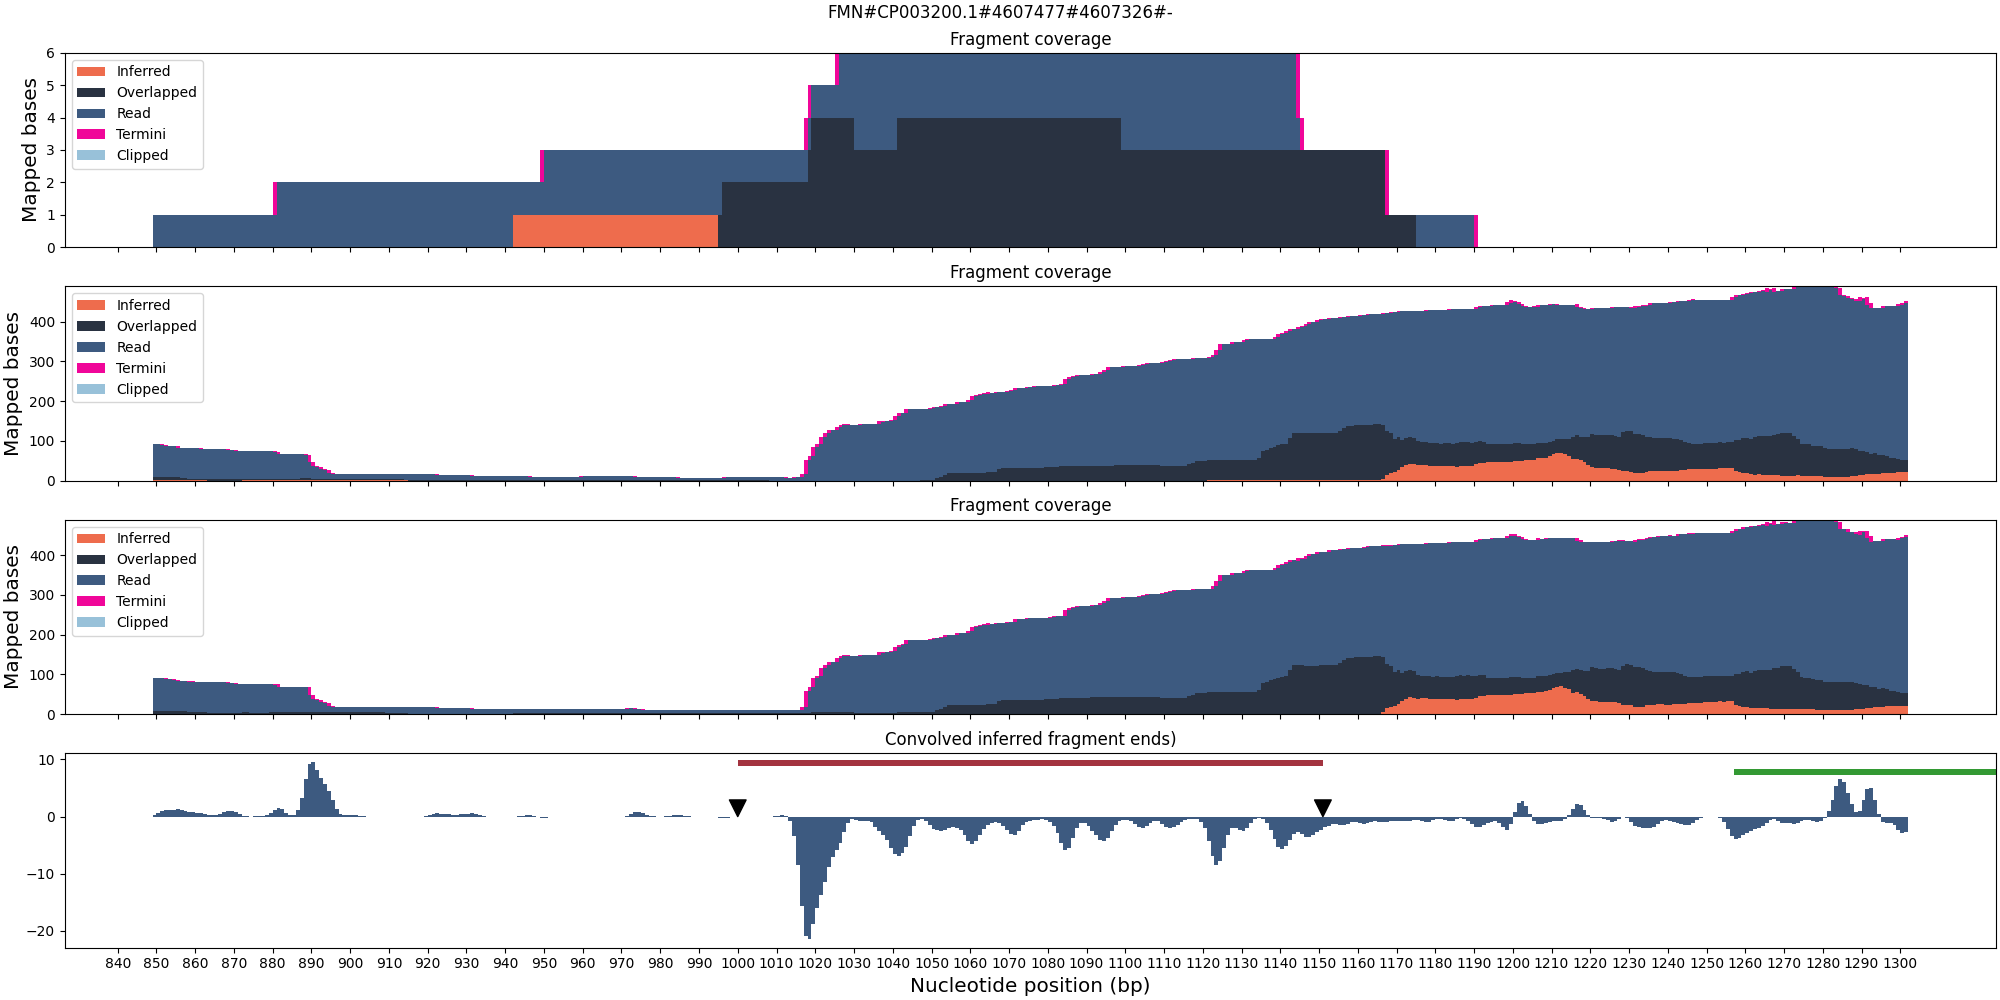 FMN#CP003200.1#4607477#4607326#-
Fragment coverage
Mapped bases
6
5
4
3
2
1
0
Inferred
Overlapped
Read
Termini
Clipped
Fragment coverage
Mapped bases
400
300
200
100
0
Inferred
Overlapped
Read
Termini
Clipped
Fragment coverage
Mapped bases
400
300
200
100
0
Inferred
Overlapped
Read
Termini
Clipped
Convolved inferred fragment ends)
10
0
−10
−20
840 850 860 870 880 890 900 910 920 930 940 950 960 970 980 990 1000 1010 1020 1030 1040 1050 1060 1070 1080 1090 1100 1110 1120 1130 1140 1150 1160 1170 1180 1190 1200 1210 1220 1230 1240 1250 1260 1270 1280 1290 1300
Nucleotide position (bp)